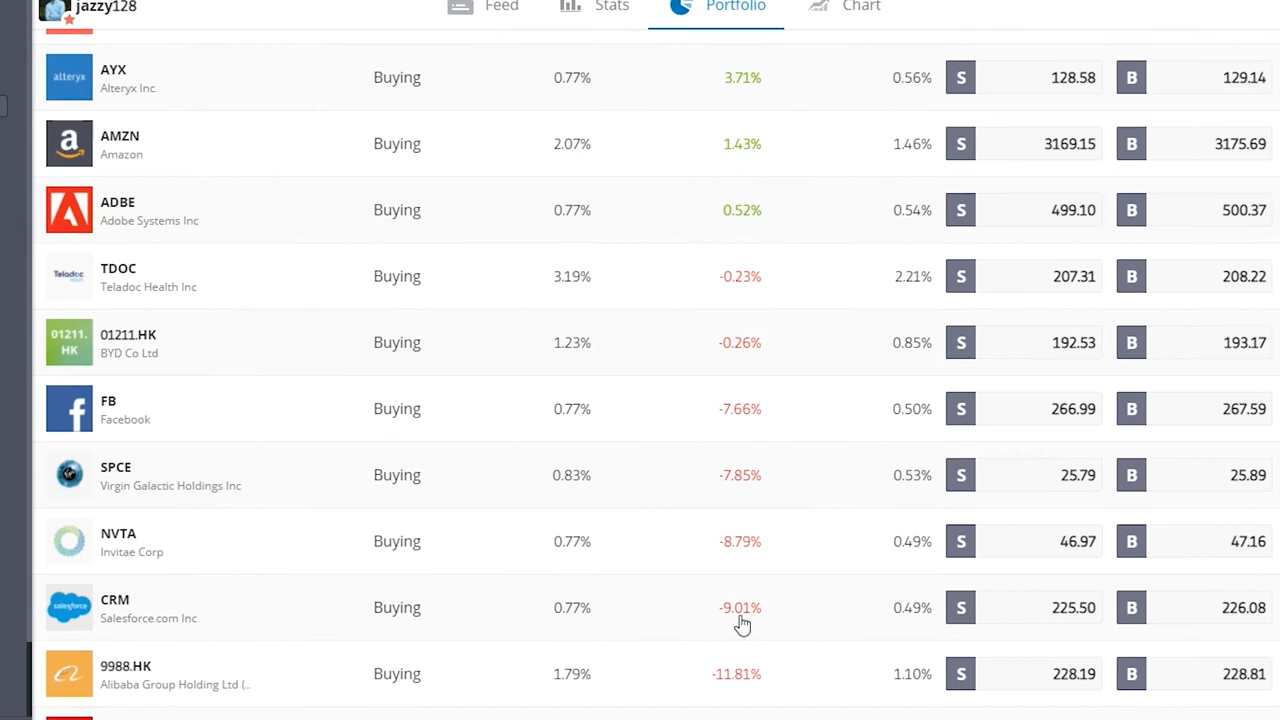 jazzy128 Feed Stats Portfolio Chart
alteryx AYX Buying 0.77% 3.71% 0.56% S 128.58 B 129.14
Alteryx Inc.
a AMZN Buying 2.07% 1.43% 1.46% S 3169.15 B 3175.69
Amazon
ADBE Buying 0.77% 0.52% 0.54% S 499.10 B 500.37
Adobe Systems Inc
Teladoc TDOC Buying 3.19% -0.23% 2.21% S 207.31 B 208.22
Teladoc Health Inc
01211. HK 01211.HK Buying 1.23% -0.26% 0.85% S 192.53 B 193.17
BYD Co Ltd
f FB Buying 0.77% -7.66% 0.50% S 266.99 B 267.59
Facebook
SPCE Buying 0.83% -7.85% 0.53% S 25.79 B 25.89
Virgin Galactic Holdings Inc
NVTA Buying 0.77% -8.79% 0.49% S 46.97 B 47.16
Invitae Corp
salesforce CRM Buying 0.77% -9.01% 0.49% S 225.50 B 226.08
Salesforce.com Inc
9988.HK Buying 1.79% -11.81% 1.10% S 228.19 B 228.81
Alibaba Group Holding Ltd (..